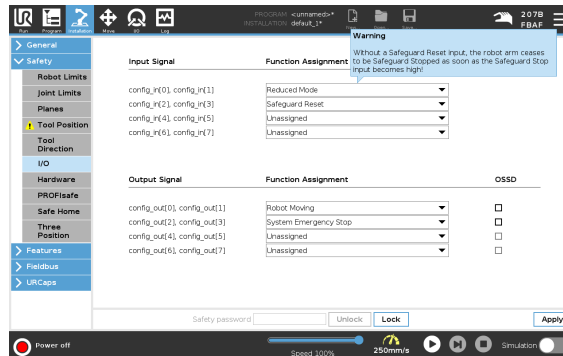 PROGRAM <unnamed>*
INSTALLATION default_1*
2078
FBAF
Run Program Installation Move I/O Log
Warning
Without a Safeguard Reset input, the robot arm ceases
to be Safeguard Stopped as soon as the Safeguard Stop
input becomes high!
General
Safety
Robot Limits
Joint Limits
Planes
Tool Position
Tool
Direction
I/O
Hardware
PROFIsafe
Safe Home
Three
Position
Features
Fieldbus
URCaps
Input Signal Function Assignment
config_in[0], config_in[1] Reduced Mode
config_in[2], config_in[3] Safeguard Reset
config_in[4], config_in[5] Unassigned
config_in[6], config_in[7] Unassigned
Output Signal Function Assignment OSSD
config_out[0], config_out[1] Robot Moving
config_out[2], config_out[3] System Emergency Stop
config_out[4], config_out[5] Unassigned
config_out[6], config_out[7] Unassigned
Safety password Unlock Lock Apply
Power off
Speed 100%
250mm/s
Simulation